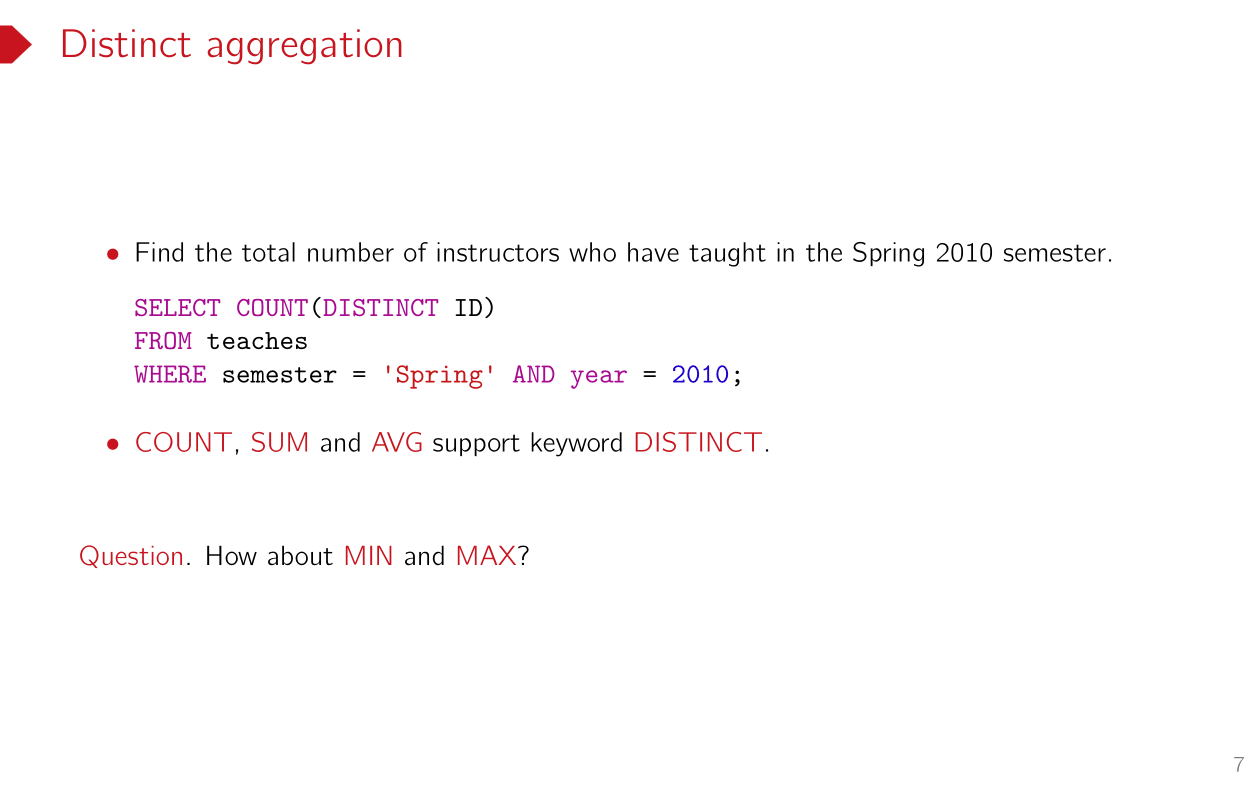 Distinct aggregation
• Find the total number of instructors who have taught in the Spring 2010 semester.
SELECT COUNT(DISTINCT ID)
FROM teaches
WHERE semester = 'Spring' AND year = 2010;
• COUNT, SUM and AVG support keyword DISTINCT.
Question. How about MIN and MAX?
7